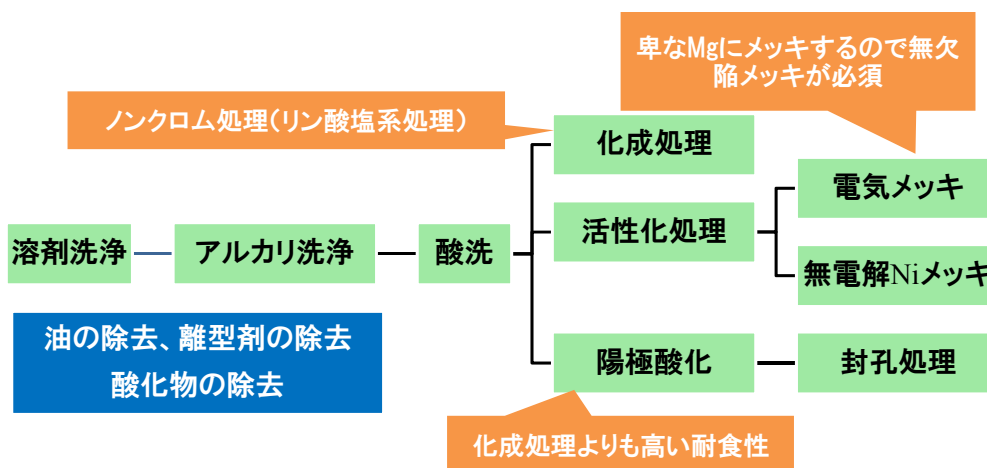 卑なMgにメッキするので無欠
陥メッキが必須
ノンクロム処理(リン酸塩系処理)
化成処理
電気メッキ
溶剤洗浄
アルカリ洗浄
酸洗
活性化処理
無電解Niメッキ
油の除去、離型剤の除去
酸化物の除去
陽極酸化
封孔処理
化成処理よりも高い耐食性